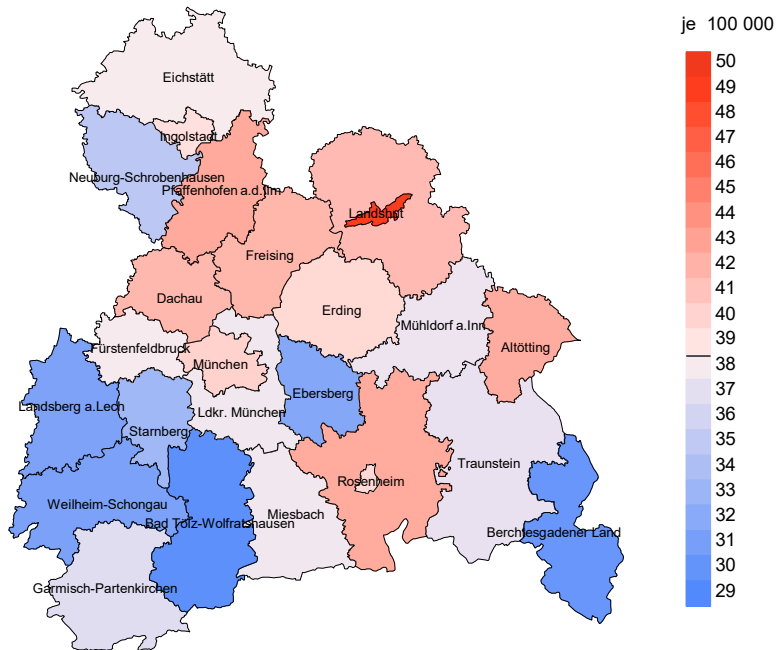 je 100 000
50
49
48
47
46
45
44
43
42
41
40
39
38
37
36
35
34
33
32
31
30
29
Eichstätt
Ingolstadt
Neuburg-Schrobenhausen
Pfaffenhofen a.d.Ilm
Landshut
Freising
Dachau
Erding
Mühldorf a.Inn
Altötting
Fürstenfeldbruck
München
Ebersberg
Landsberg a.Lech
Ldkr. München
Starnberg
Traunstein
Rosenheim
Weilheim-Schongau
Miesbach
Bad Tölz-Wolfratshausen
Berchtesgadener Land
Garmisch-Partenkirchen